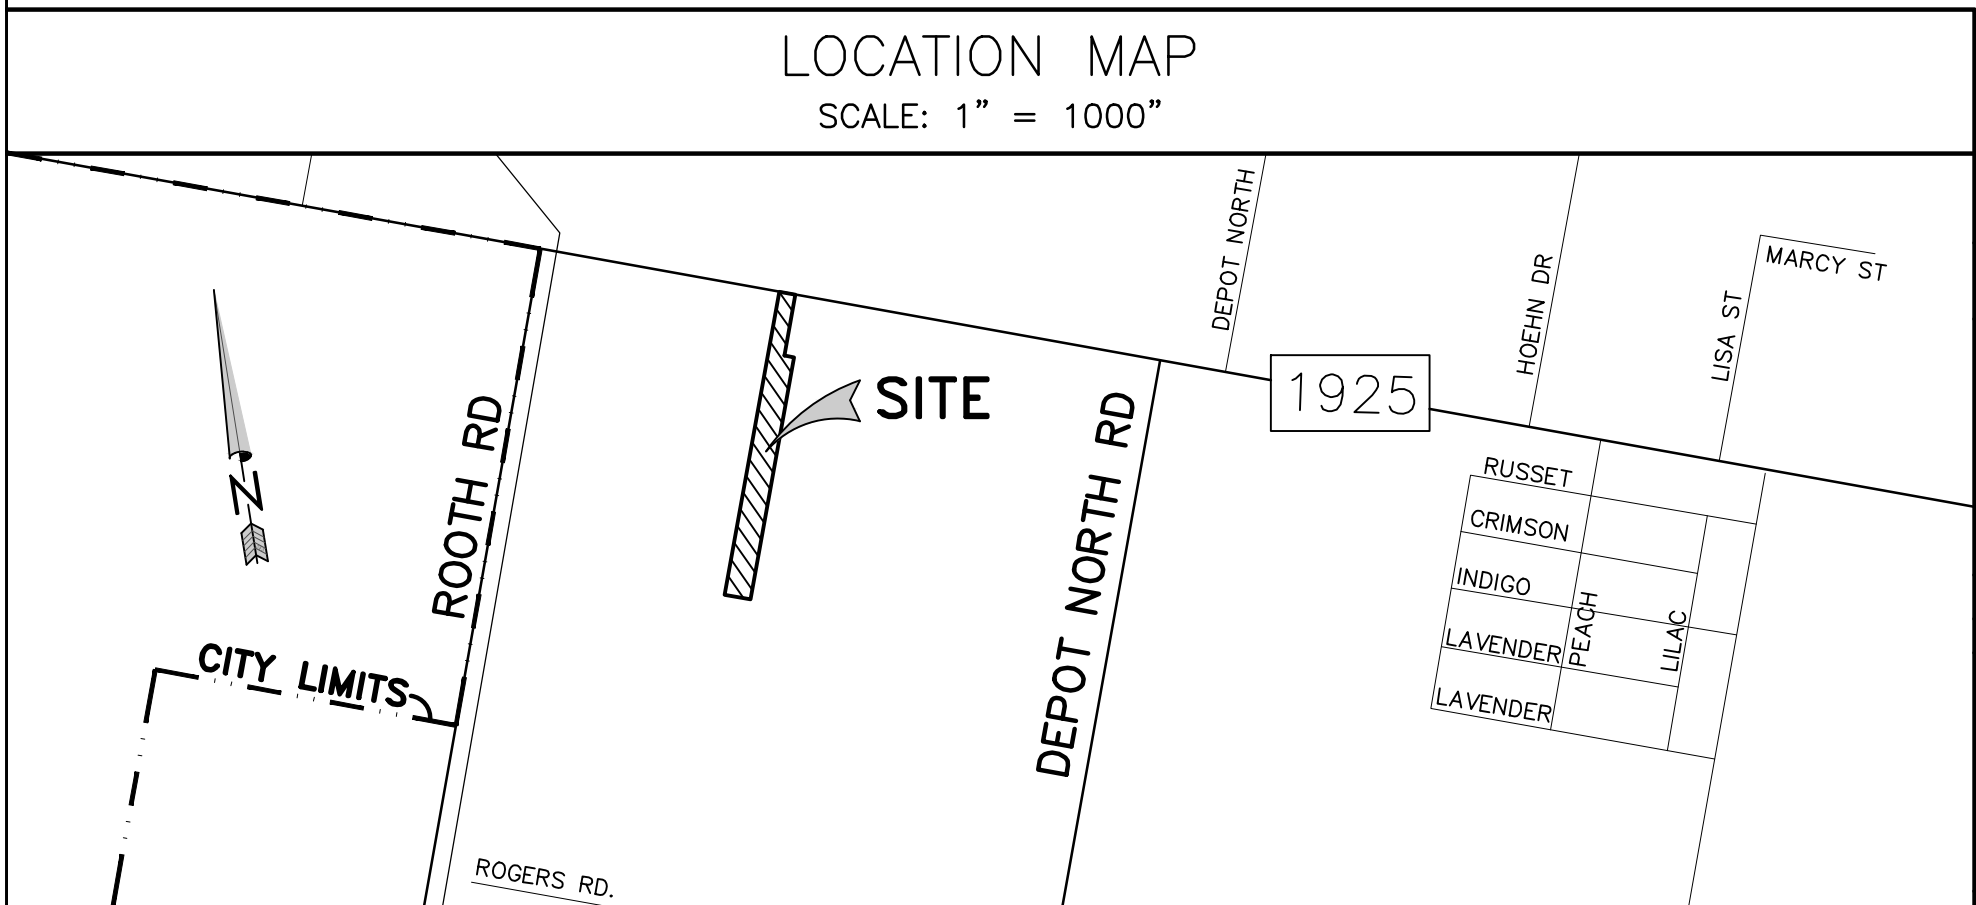 LOCATION MAP
SCALE: 1” = 1000”
DEPOT NORTH
HOEHN DR
LISA ST
MARCY ST
N
ROOTH RD
SITE
DEPOT NORTH RD
1925
RUSSET
CRIMSON
INDIGO
LAVENDER
LAVENDER
PEACH
LILAC
CITY LIMITS
ROGERS RD.